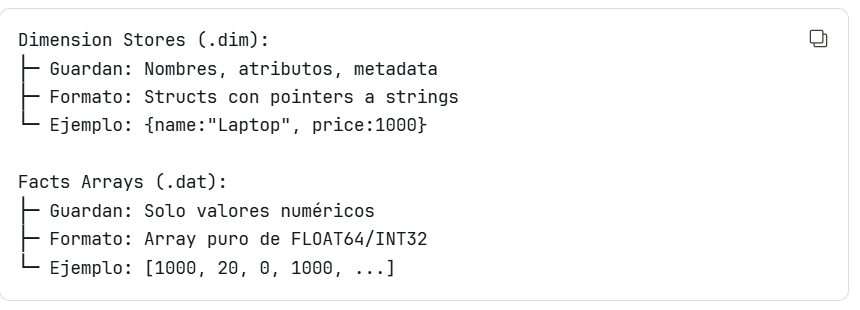 Dimension Stores (.dim):
├─ Guardan: Nombres, atributos, metadata
├─ Formato: Structs con pointers a strings
└─ Ejemplo: {name:"Laptop", price:1000}
Facts Arrays (.dat):
├─ Guardan: Solo valores numéricos
├─ Formato: Array puro de FLOAT64/INT32
└─ Ejemplo: [1000, 20, 0, 1000, ...]